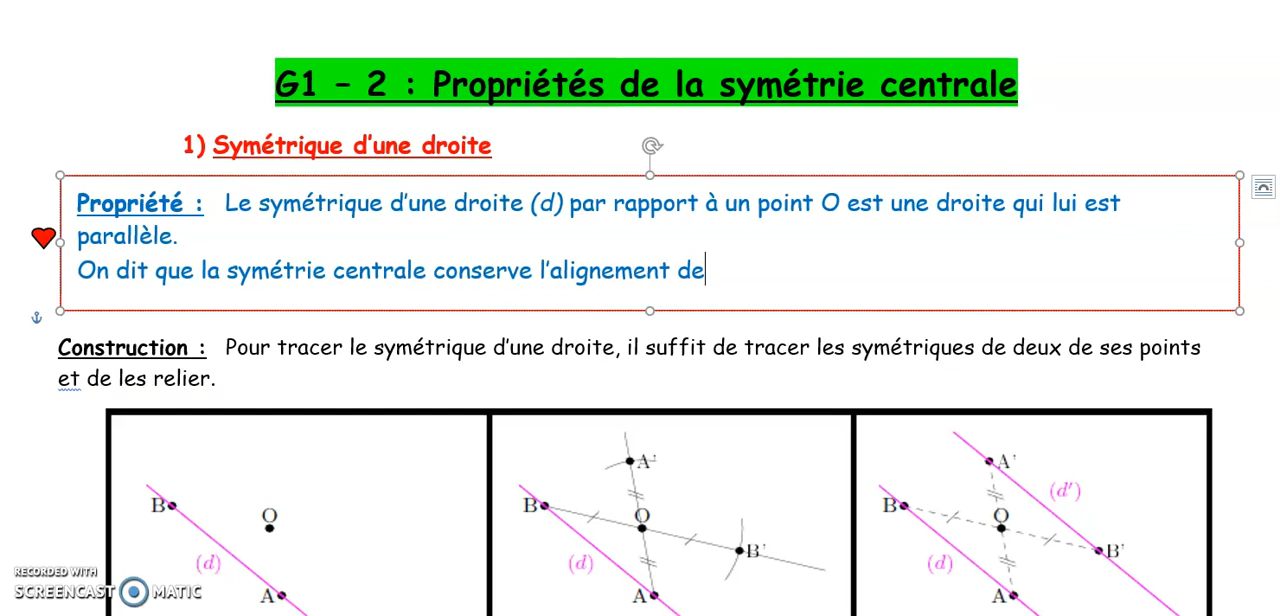 G1 – 2 : Propriétés de la symétrie centrale
1) Symétrique d'une droite
Propriété : Le symétrique d'une droite (d) par rapport à un point O est une droite qui lui est
parallèle.
On dit que la symétrie centrale conserve l'alignement de
Construction : Pour tracer le symétrique d'une droite, il suffit de tracer les symétriques de deux de ses points
et de les relier.
B O (d) A
A' B O B' (d) A
A' (d') B O B' (d) A
RECORDED WITH
SCREENCAST MATIC